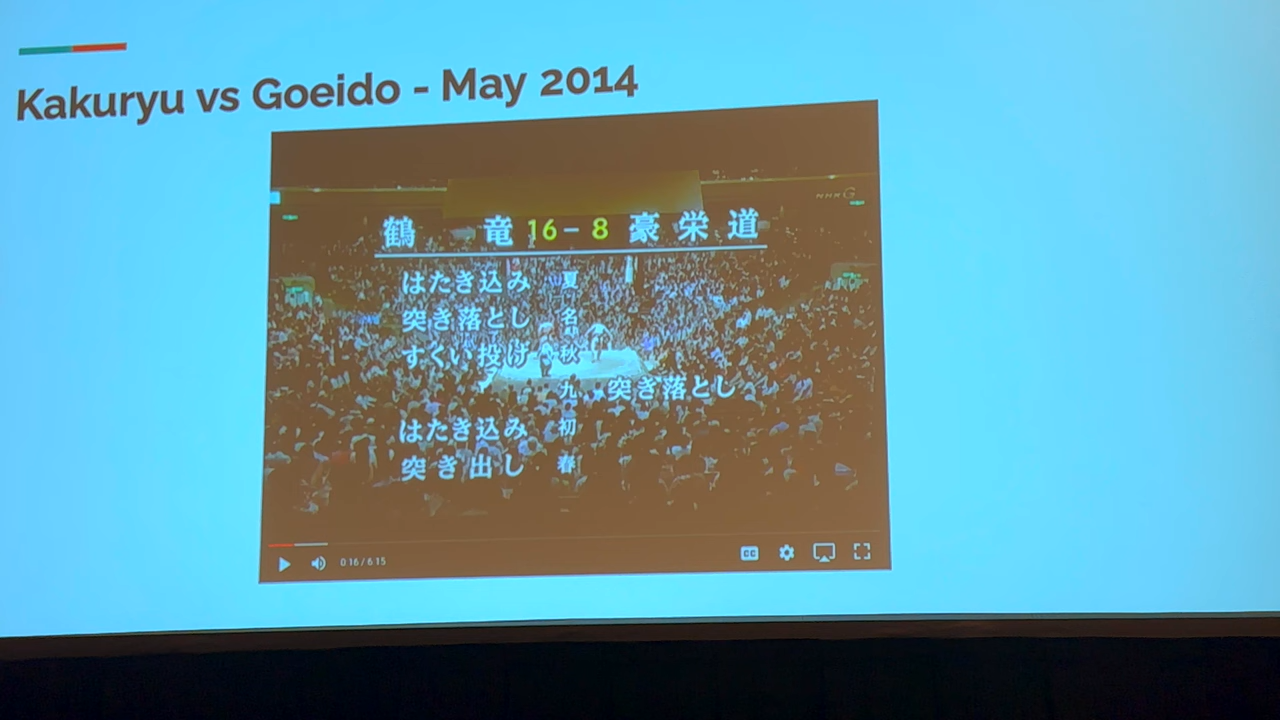 Kakuryu vs Goeido - May 2014
NHK G
鶴 竜 16 - 8 豪 栄 道
はたき込み 夏
突き落とし 名
すくい投げ 秋
九 突き落とし
はたき込み 初
突き出し 春
0:16 / 6:15
CC